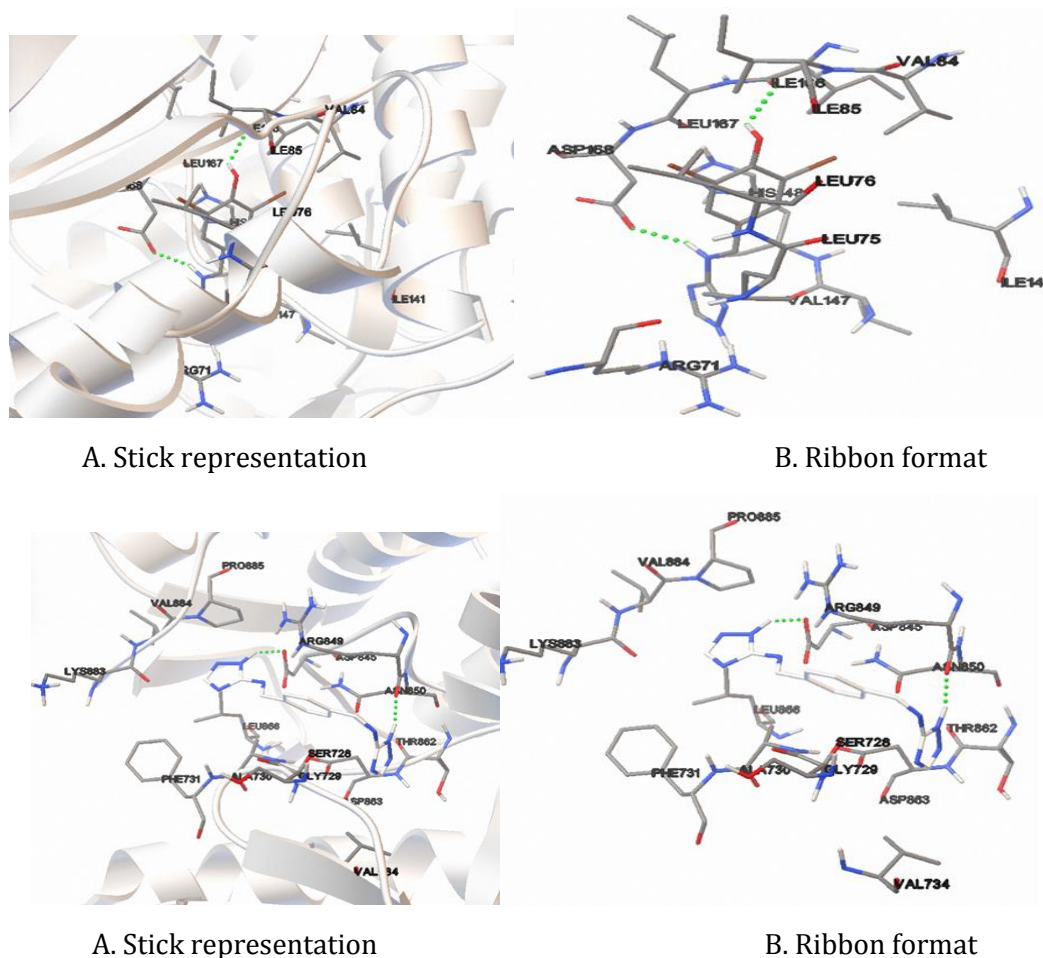 VAL84
ILE85
LEU167
LEU76
ILE141
VAL84
ILE85
LEU167
ASP168
LEU76
LEU75
VAL147
ARG71
A. Stick representation
B. Ribbon format
PRO885
VAL884
ARG849
ASP845
LYS883
ASN850
LEU866
THR862
SER728
PHE731
ALA730
GLY729
PRO885
VAL884
ARG849
ASP845
LYS883
ASN850
LEU866
THR862
SER728
PHE731
ALA730
GLY729
ASP863
VAL734
A. Stick representation
B. Ribbon format